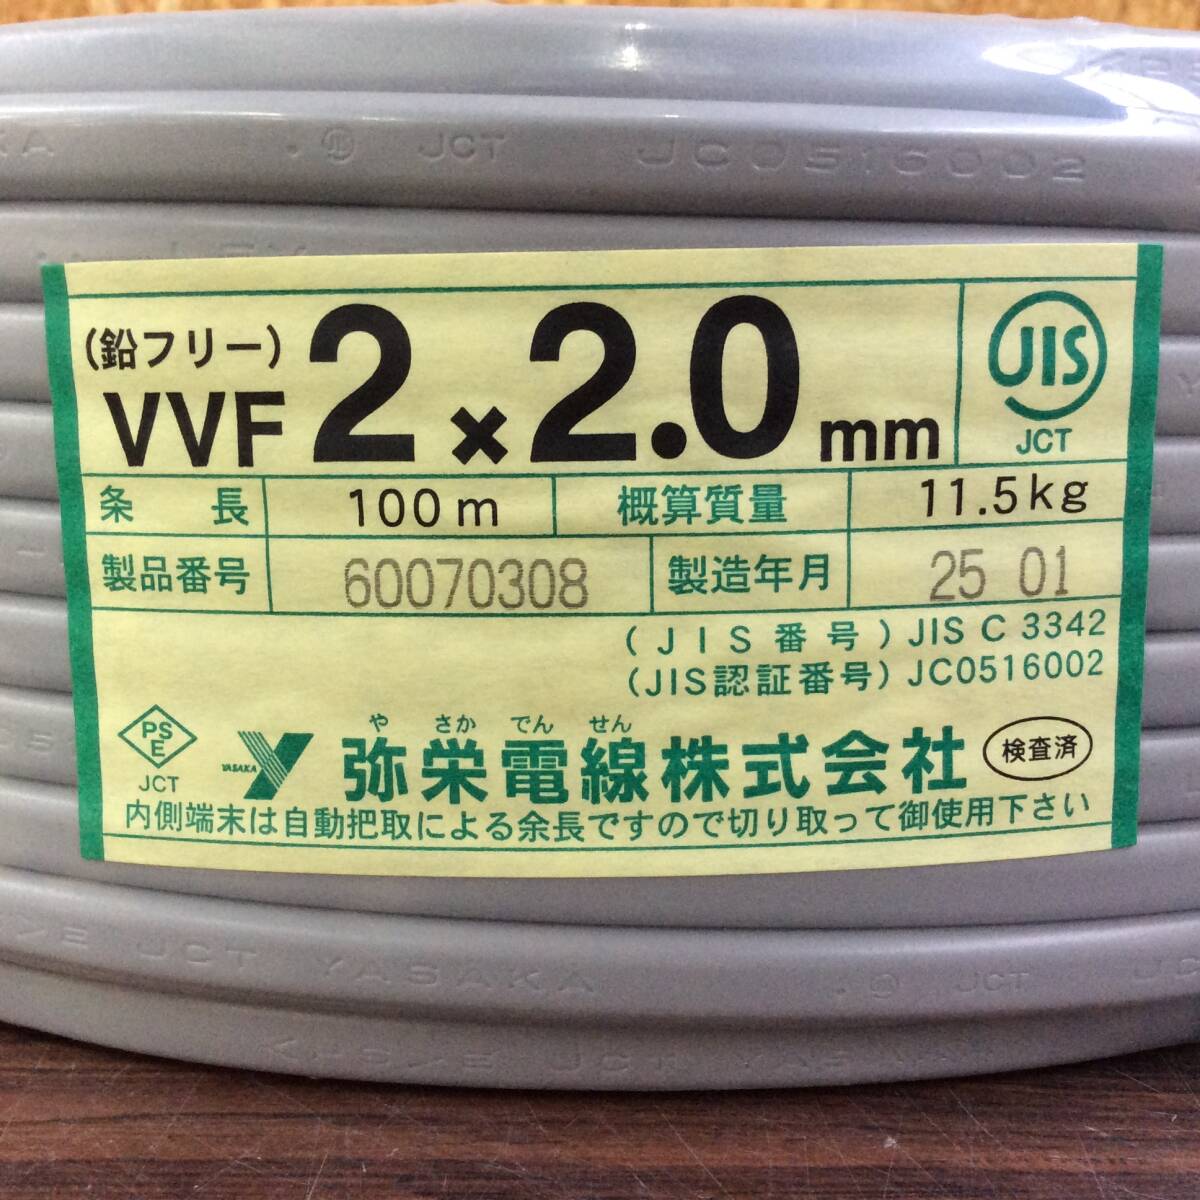 JCT JC0516002
(鉛フリー)
VVF 2×2.0mm
JIS
JCT
条長 100m 概算質量 11.5kg
製品番号 60070308 製造年月 25 01
(JIS番号) JIS C 3342
(JIS認証番号) JC0516002
PS
E
JCT
YASAKA
や さか でん せん
弥栄電線株式会社
検査済
内側端末は自動把取による余長ですので切り取って御使用下さい
JCT YASAKA JCT